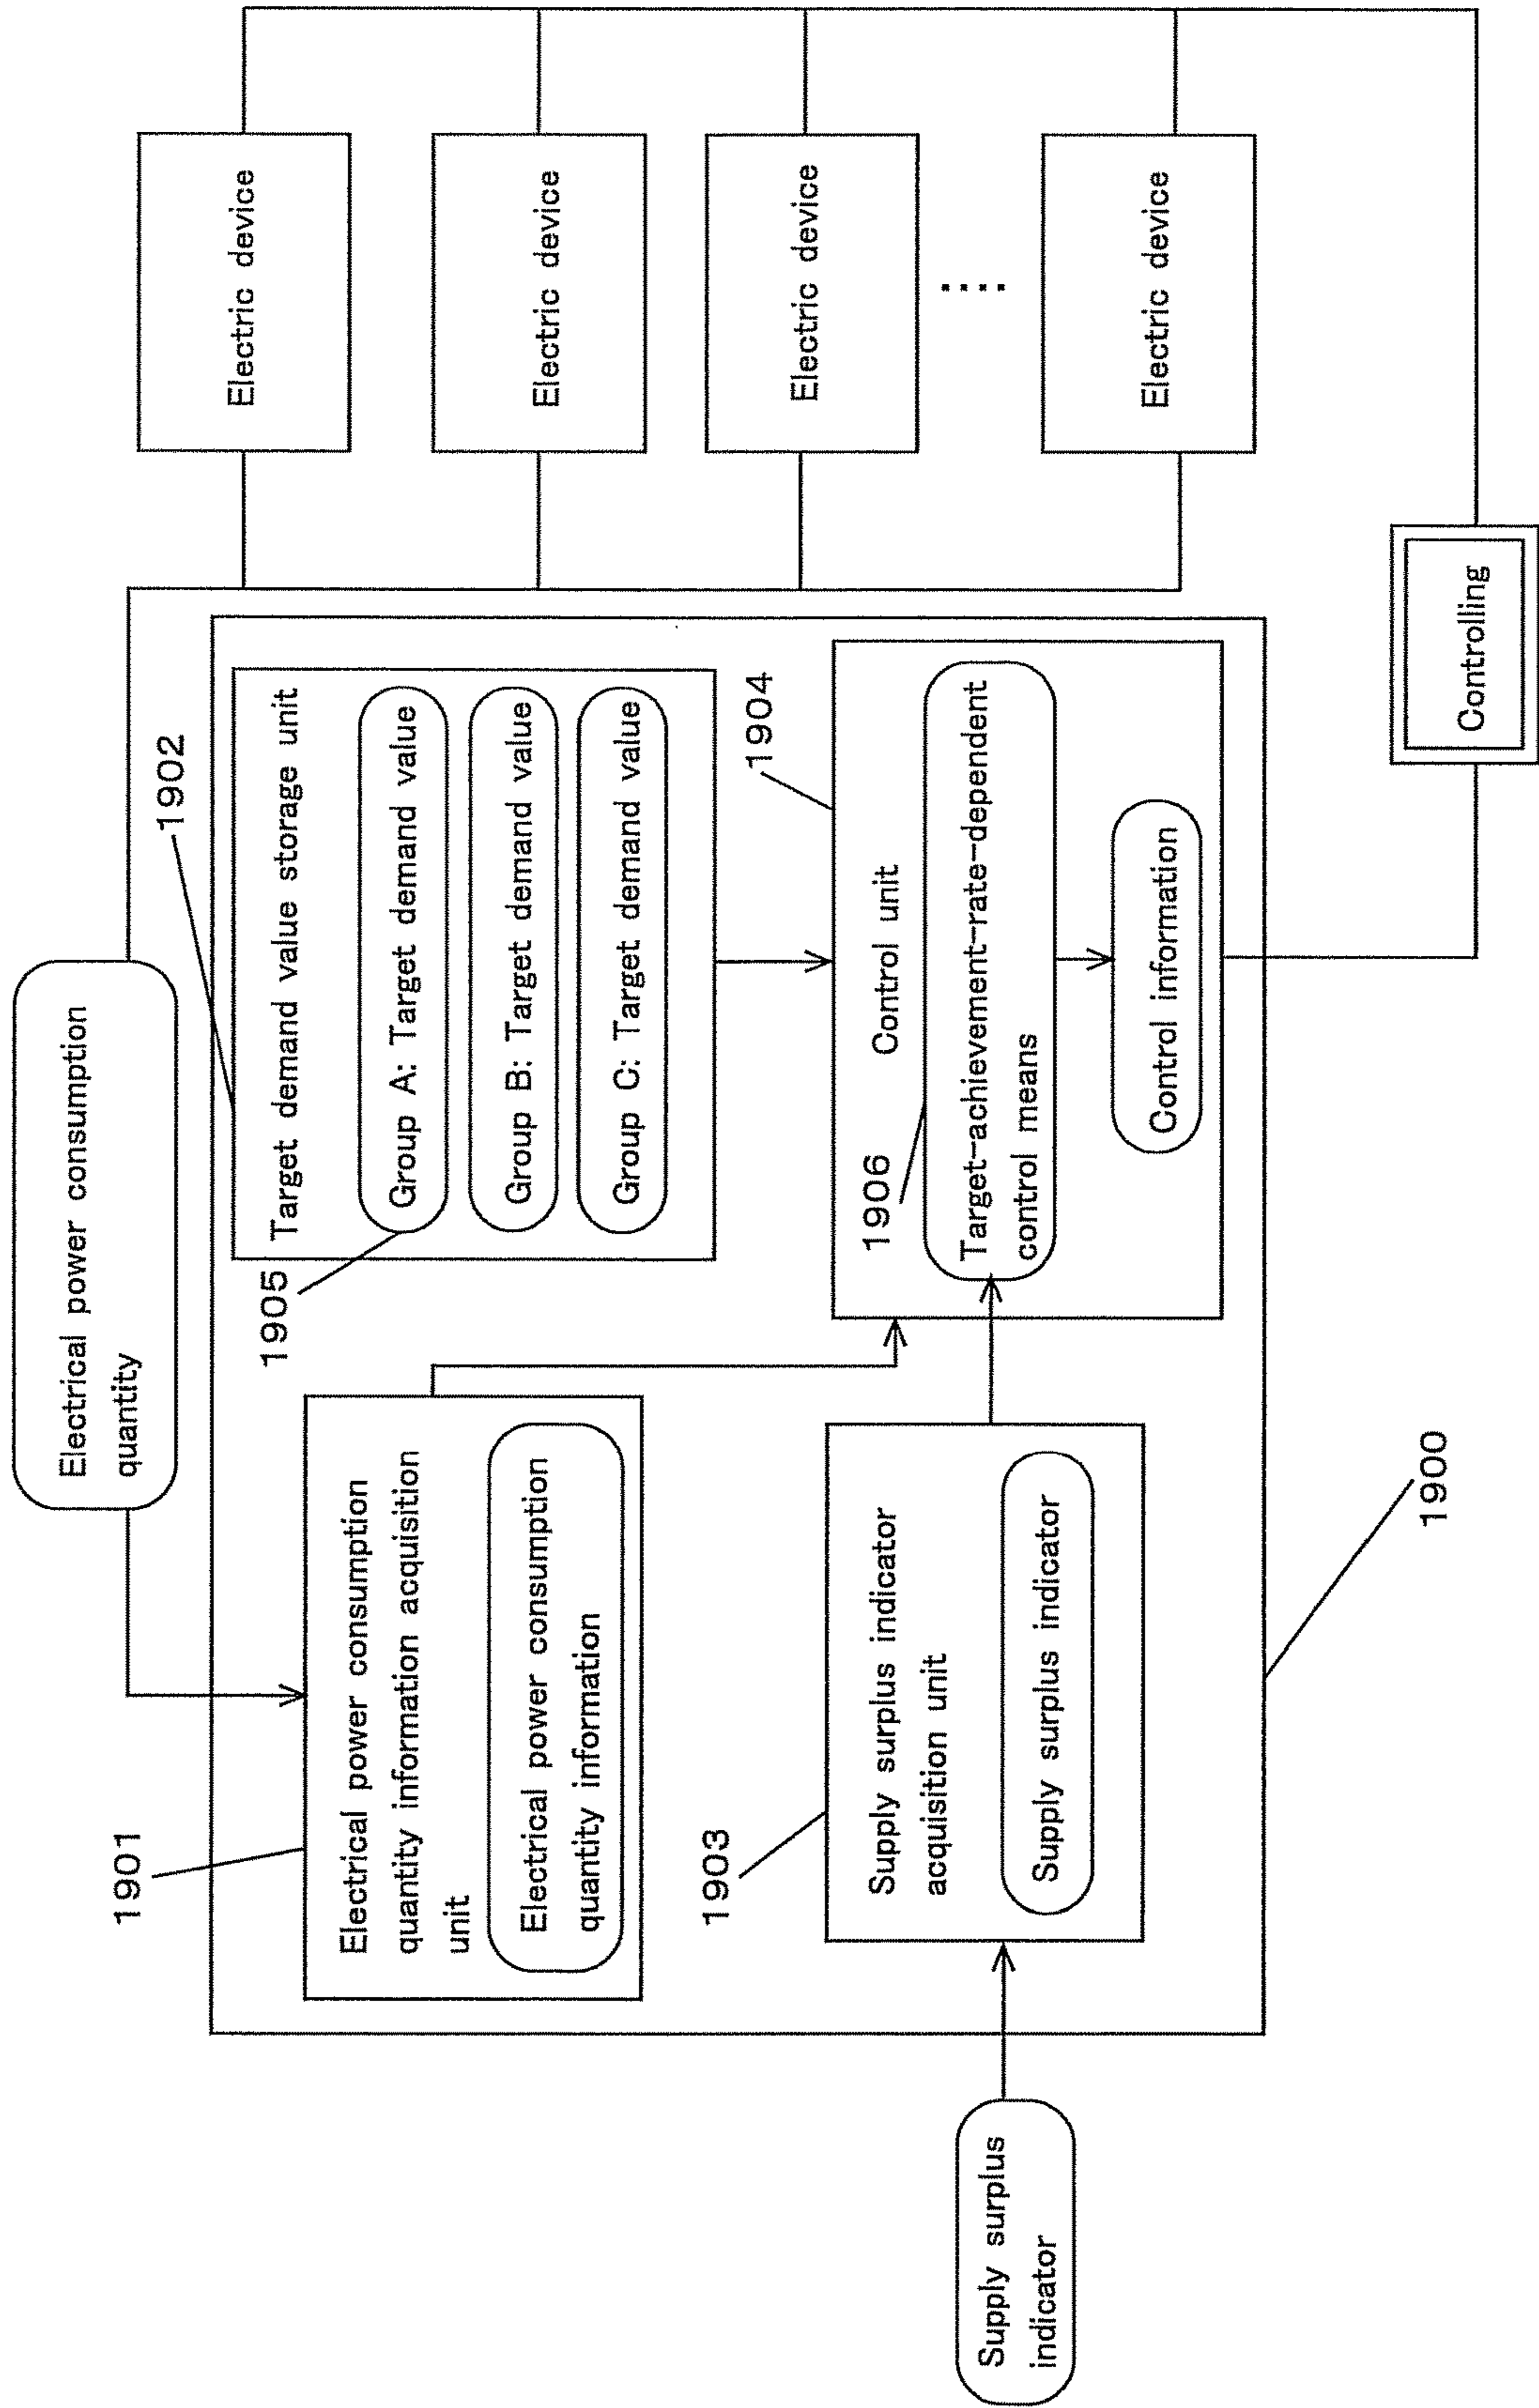 Electrical power consumption
quantity
1901
Electrical power consumption
quantity information acquisition
unit
Electrical power consumption
quantity information
1902
Target demand value storage unit
1905
Group A: Target demand value
Group B: Target demand value
Group C: Target demand value
1903
Supply surplus indicator
acquisition unit
Supply surplus indicator
Supply surplus
indicator
1904
Control unit
1906
Target-achievement-rate-dependent
control means
Control information
1900
Electric device
Electric device
Electric device
....
Electric device
Controlling